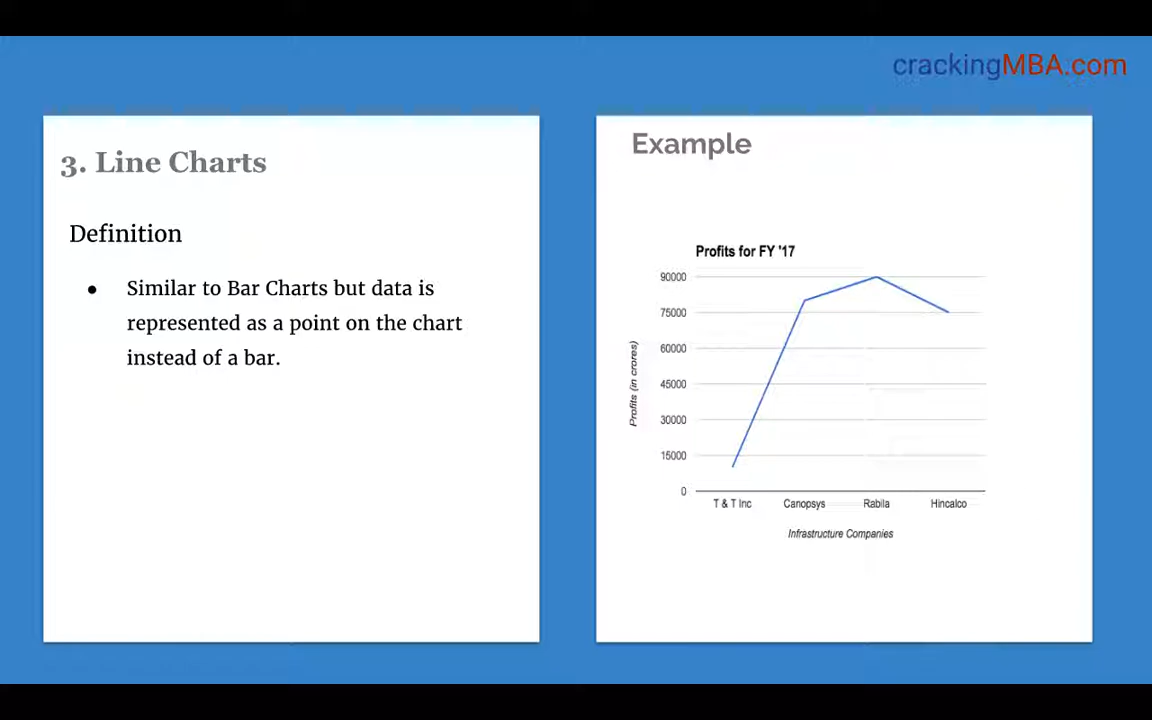 crackingMBA.com
3. Line Charts
Definition
● Similar to Bar Charts but data is
represented as a point on the chart
instead of a bar.
Example
Profits for FY '17
90000
75000
60000
45000
30000
15000
0
Profits (in crores)
T & T Inc Canopsys Rabila Hincalco
Infrastructure Companies